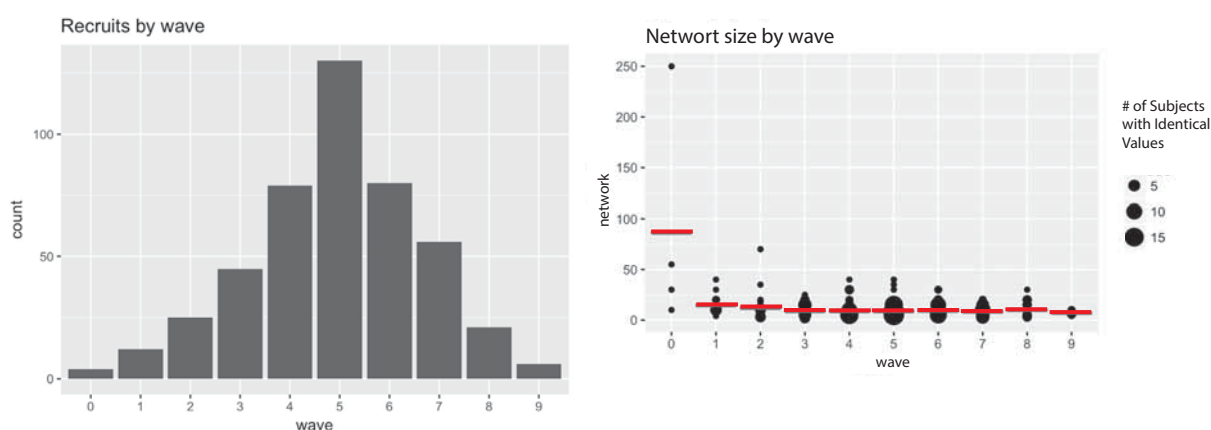 Recruits by wave
count
100
50
0
0 1 2 3 4 5 6 7 8 9
wave
Networt size by wave
network
250
200
150
100
50
0
0 1 2 3 4 5 6 7 8 9
wave
# of Subjects
with Identical
Values
5
10
15